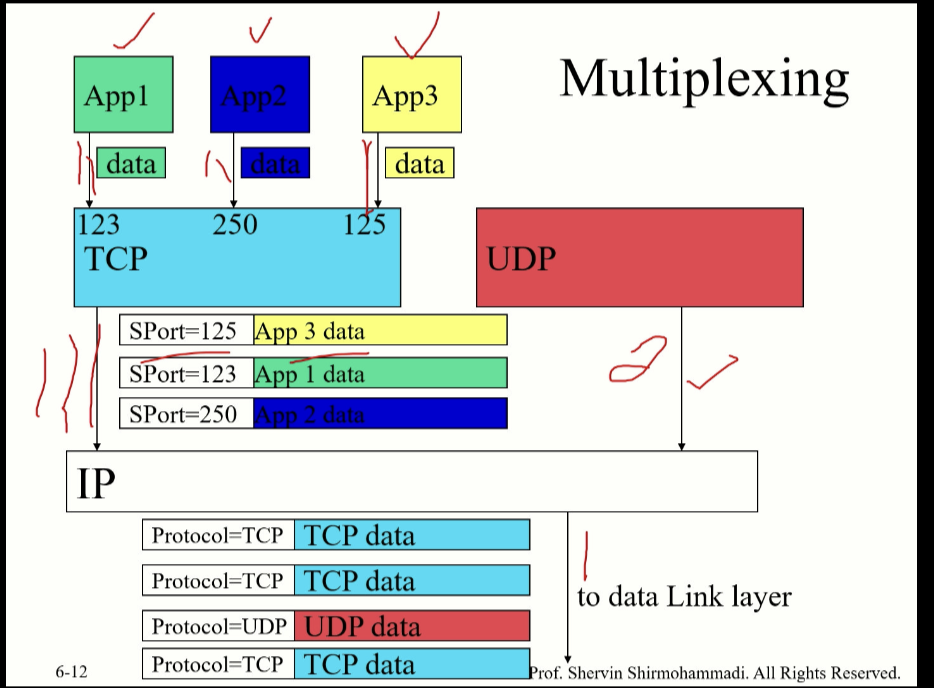 Multiplexing
App1 App2 App3
data data data
123 250 125
TCP
UDP
SPort=125 App 3 data
SPort=123 App 1 data
SPort=250 App 2 data
IP
Protocol=TCP TCP data
Protocol=TCP TCP data
to data Link layer
Protocol=UDP UDP data
Protocol=TCP TCP data
6-12
Prof. Shervin Shirmohammadi. All Rights Reserved.